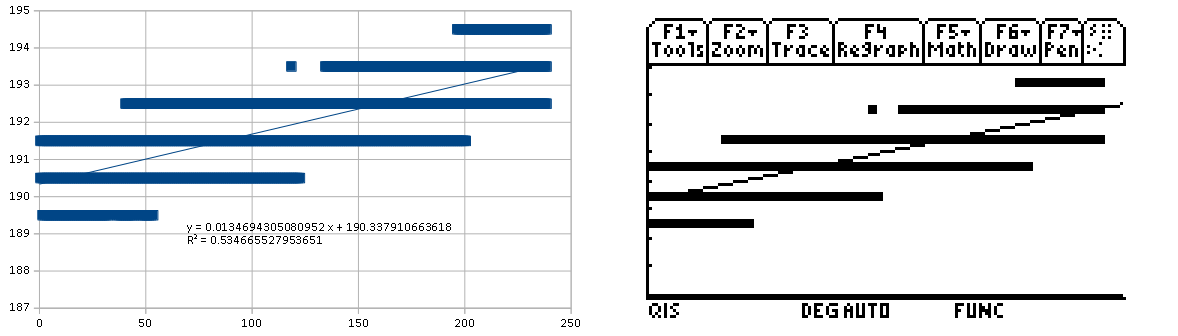 195
194
193
192
191
190
189
188
187
0 50 100 150 200 250
y = 0.0134694305080952 x + 190.337910663618
R² = 0.534665527953651
F1 F2 F3 F4 F5 F6 F7
Tools Zoom Trace ReGraph Math Draw Pen
QIS DEG AUTO FUNC